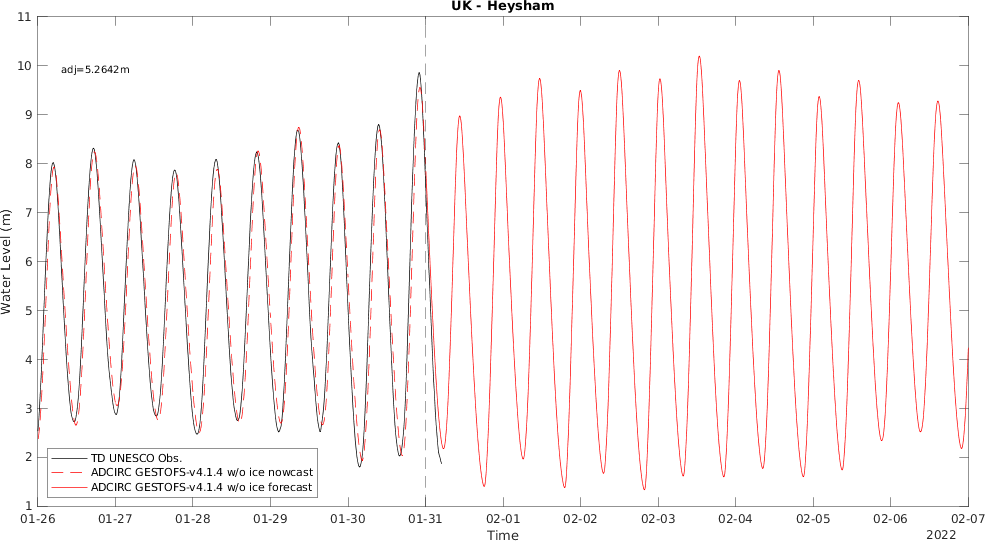 UK - Heysham
adj=5.2642m
11
10
9
8
7
6
5
4
3
2
1
Water Level (m)
TD UNESCO Obs.
ADCIRC GESTOFS-v4.1.4 w/o ice nowcast
ADCIRC GESTOFS-v4.1.4 w/o ice forecast
01-26 01-27 01-28 01-29 01-30 01-31 02-01 02-02 02-03 02-04 02-05 02-06 02-07
Time
2022